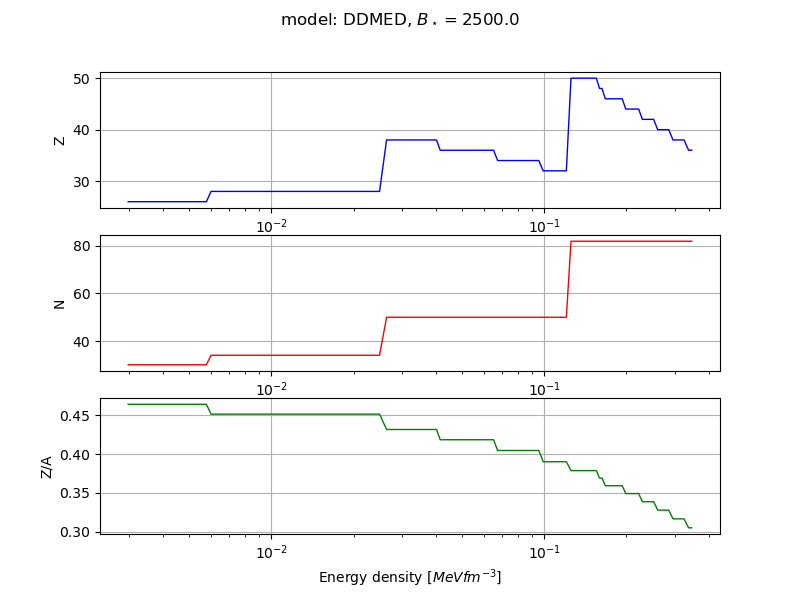 model: DDMED, $B_\star = 2500.0$
50
40
30
Z
10⁻² 10⁻¹
80
60
40
N
10⁻² 10⁻¹
0.45
0.40
0.35
0.30
Z/A
10⁻² 10⁻¹
Energy density [MeVfm⁻³]